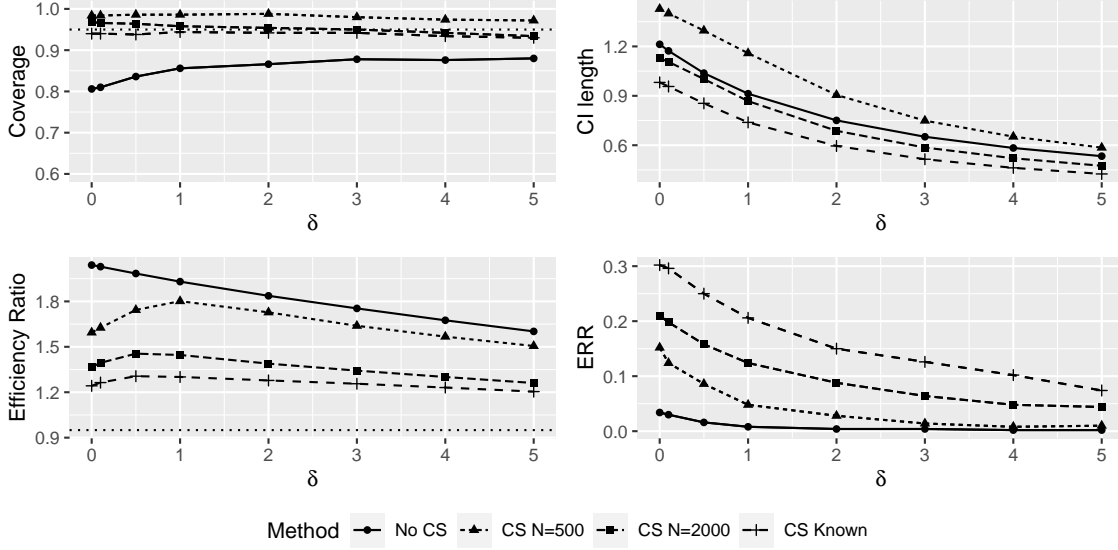 Coverage
1.0
0.9
0.8
0.7
0.6
0 1 2 3 4 5
δ
CI length
1.2
0.9
0.6
0 1 2 3 4 5
δ
Efficiency Ratio
1.8
1.5
1.2
0.9
0 1 2 3 4 5
δ
ERR
0.3
0.2
0.1
0.0
0 1 2 3 4 5
δ
Method No CS CS N=500 CS N=2000 CS Known